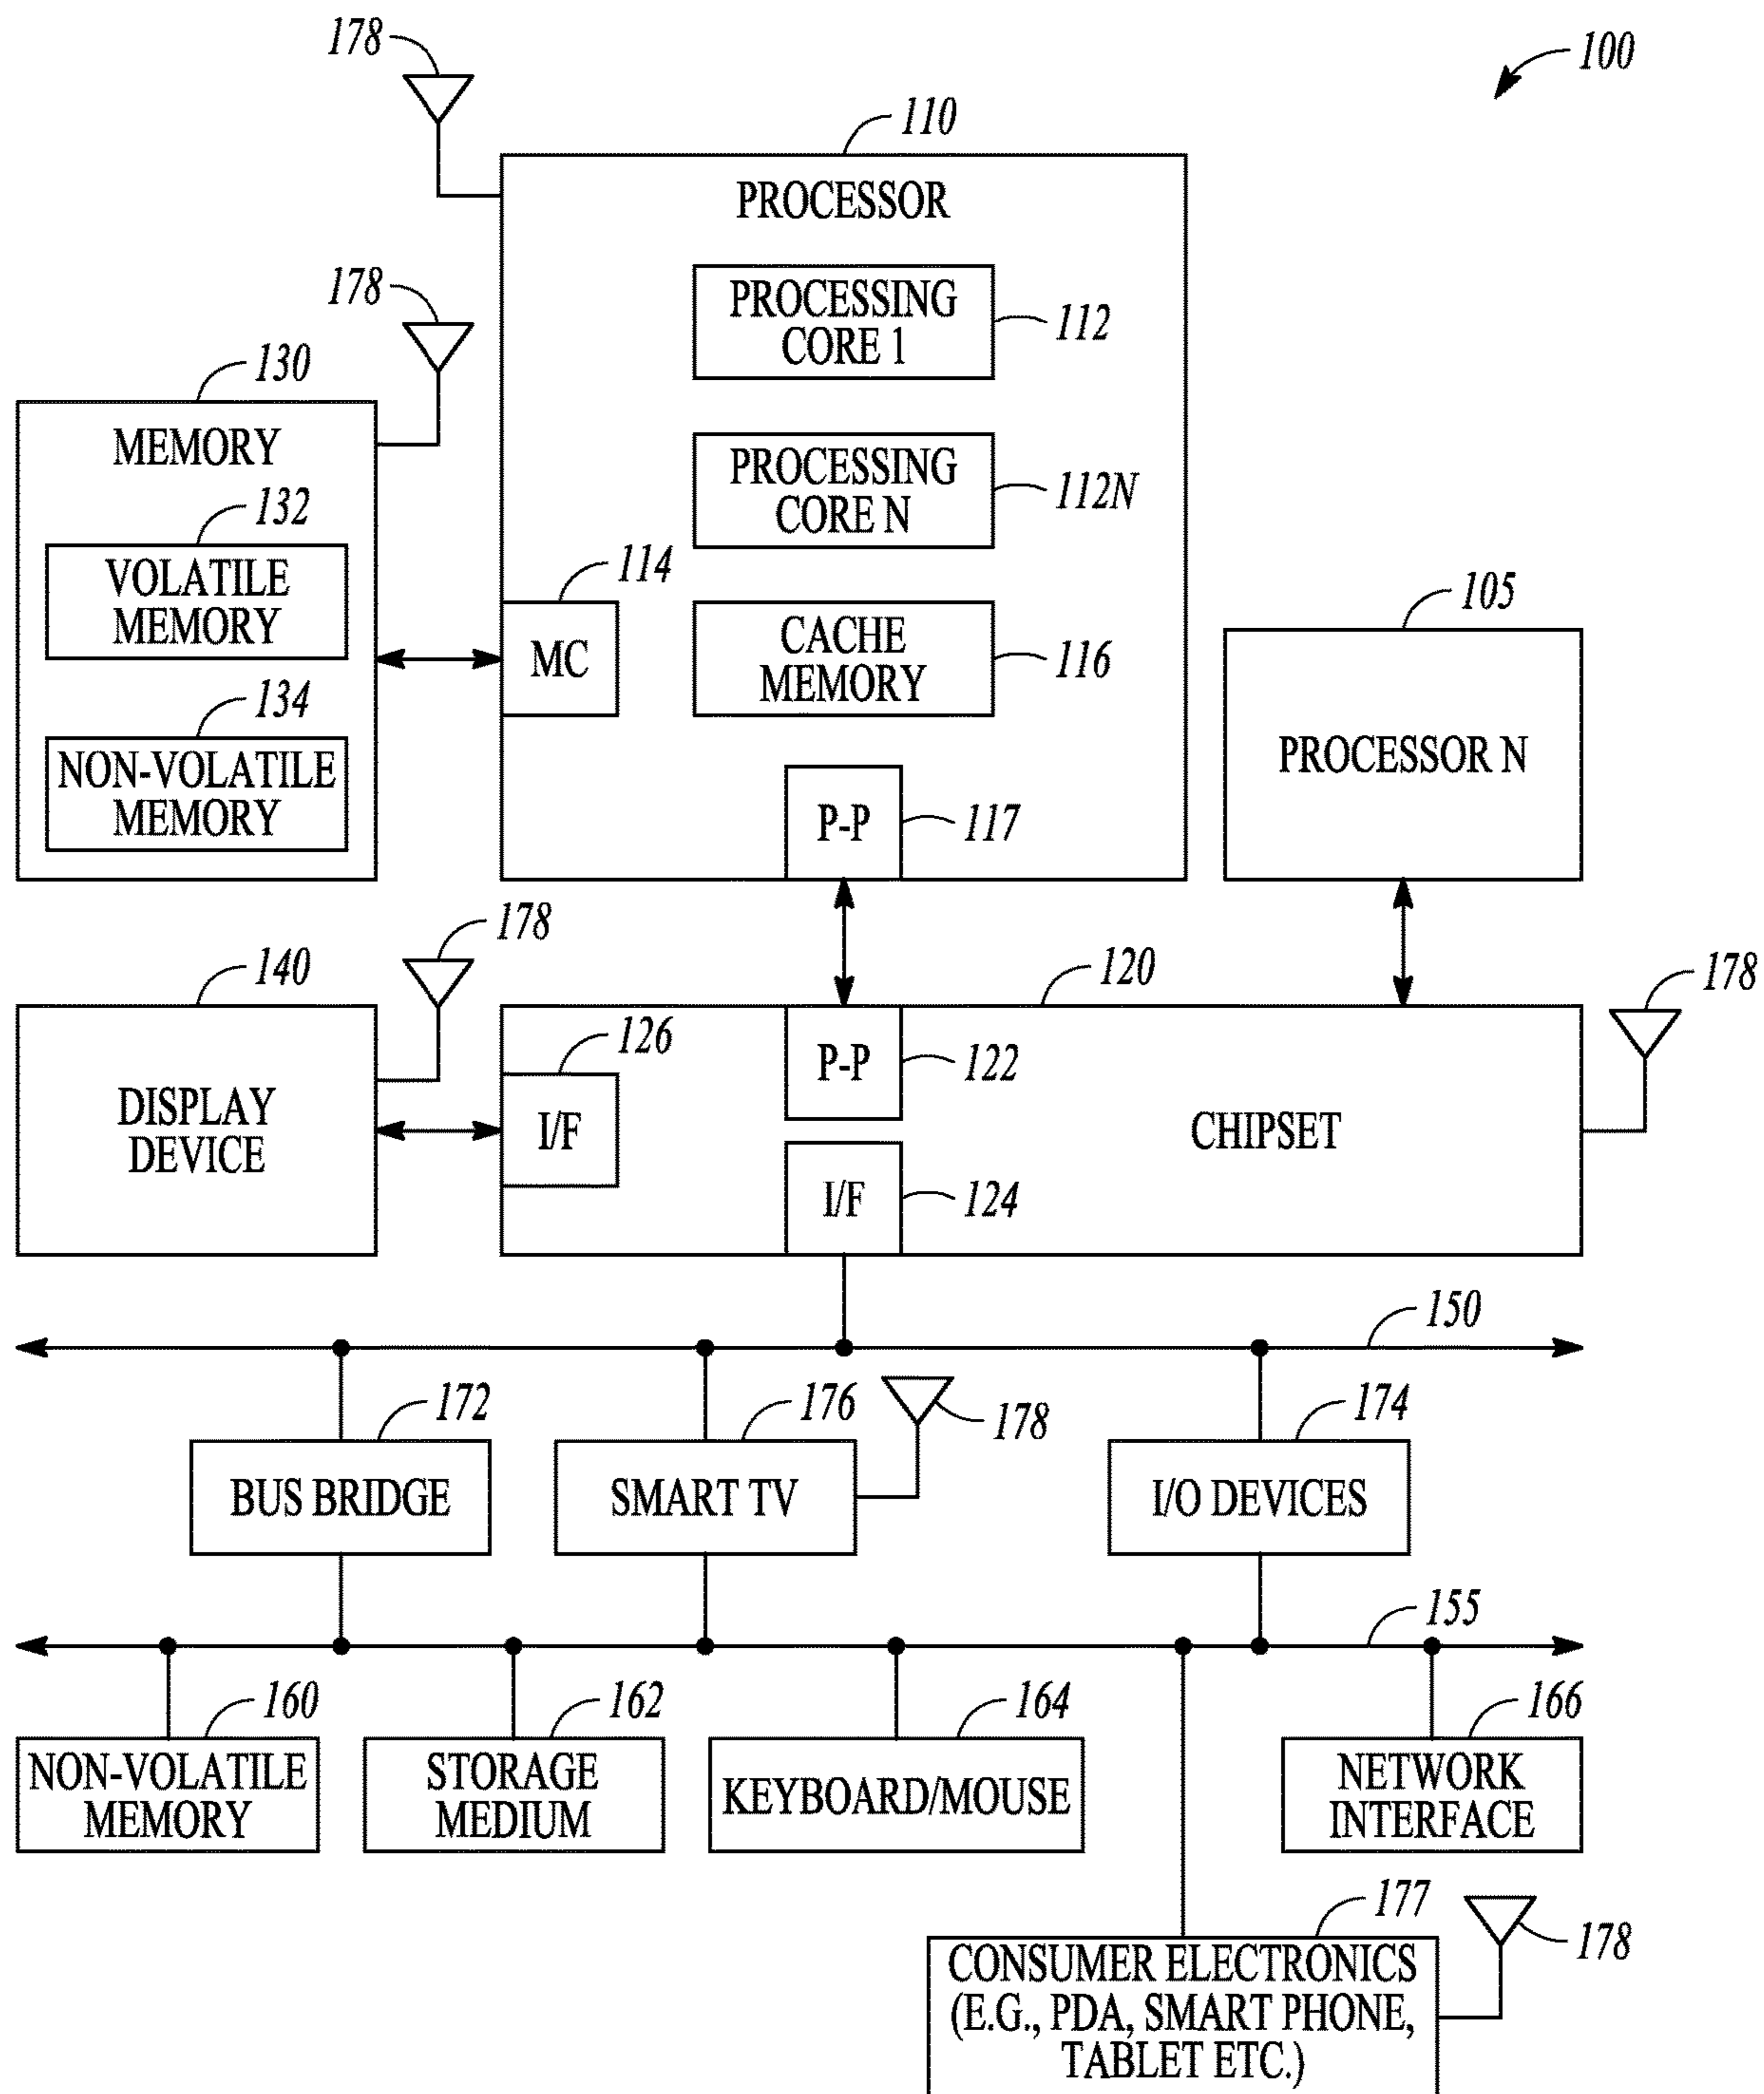 178
100
110
PROCESSOR
PROCESSING
CORE 1
112
178
130
MEMORY
PROCESSING
CORE N
112N
132
VOLATILE
MEMORY
114
MC
CACHE
MEMORY
116
105
PROCESSOR N
134
NON-VOLATILE
MEMORY
P-P
117
178
140
DISPLAY
DEVICE
120
178
126
I/F
P-P
122
CHIPSET
I/F
124
150
172
BUS BRIDGE
176
SMART TV
178
174
I/O DEVICES
155
160
NON-VOLATILE
MEMORY
162
STORAGE
MEDIUM
164
KEYBOARD/MOUSE
166
NETWORK
INTERFACE
177
CONSUMER ELECTRONICS
(E.G., PDA, SMART PHONE,
TABLET ETC.)
178